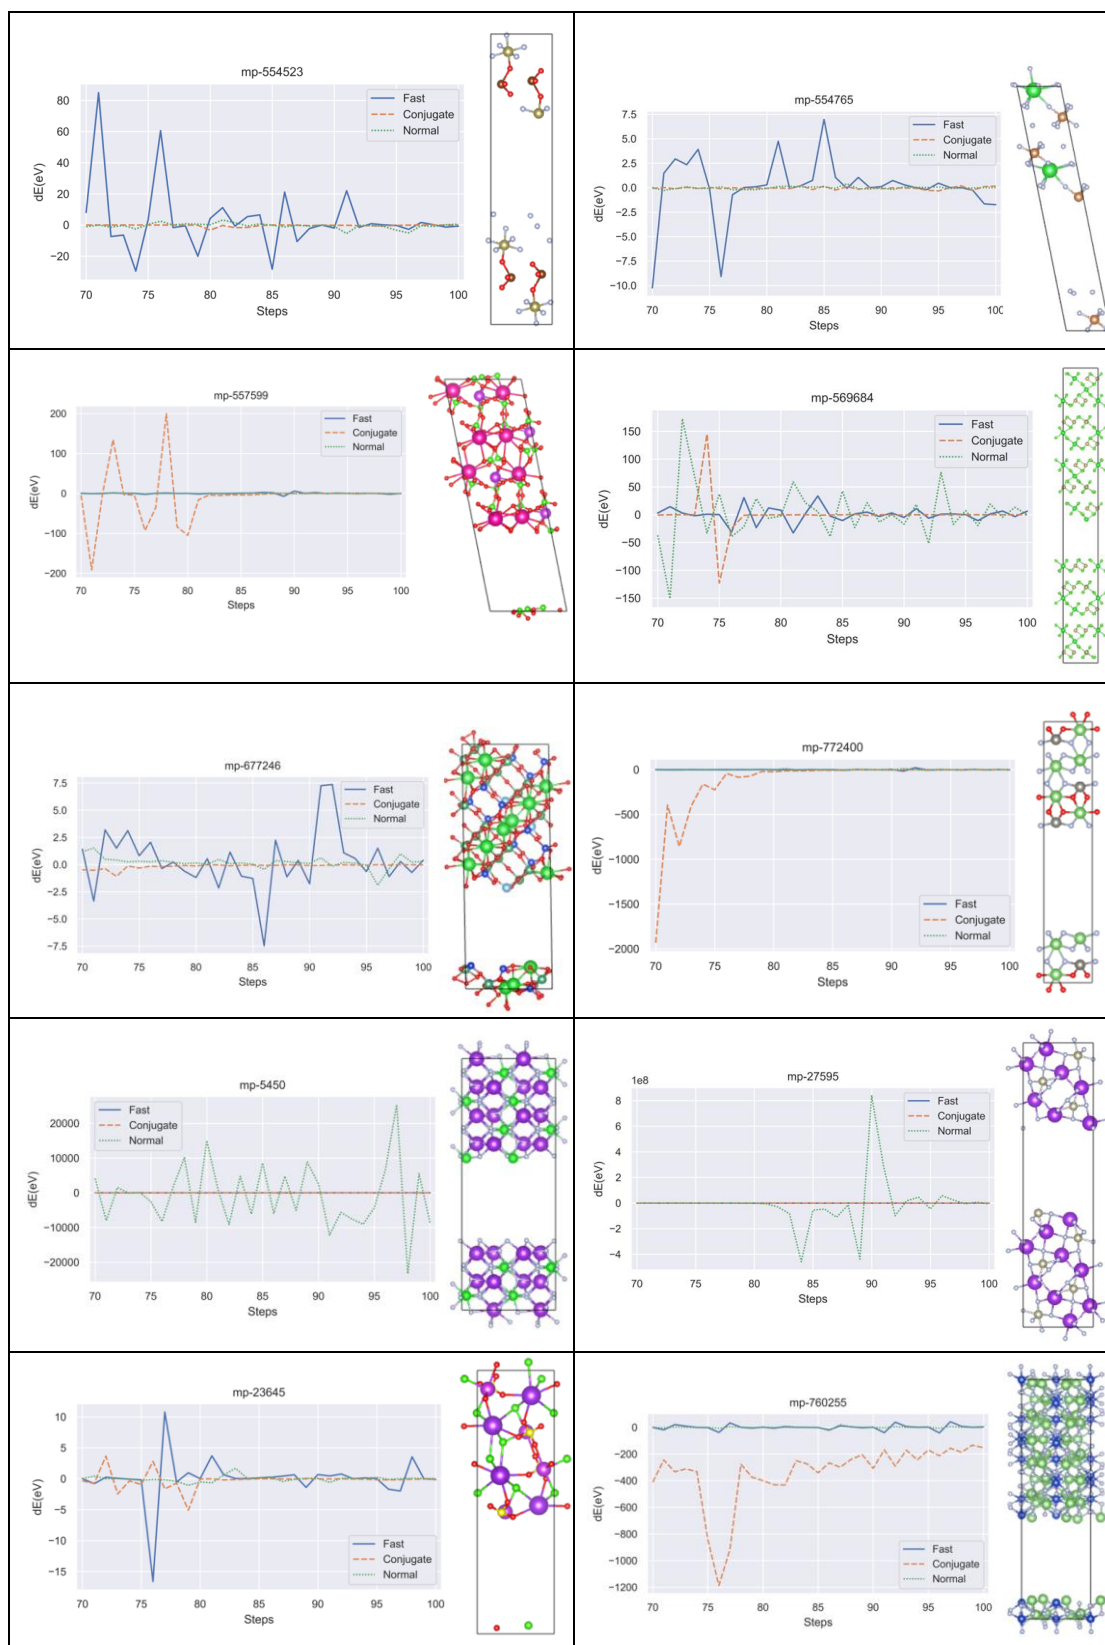 mp-554523
80
60
40
20
0
−20
dE(eV)
Fast
Conjugate
Normal
70 75 80 85 90 95 100
Steps
mp-554765
7.5
5.0
2.5
0.0
−2.5
−5.0
−7.5
−10.0
dE(eV)
Fast
Conjugate
Normal
70 75 80 85 90 95 100
Steps
mp-557599
200
100
0
−100
−200
dE(eV)
Fast
Conjugate
Normal
70 75 80 85 90 95 100
Steps
mp-569684
150
100
50
0
−50
−100
−150
dE(eV)
Fast
Conjugate
Normal
70 75 80 85 90 95 100
Steps
mp-677246
7.5
5.0
2.5
0.0
−2.5
−5.0
−7.5
dE(eV)
Fast
Conjugate
Normal
70 75 80 85 90 95 100
Steps
mp-772400
0
−500
−1000
−1500
−2000
dE(eV)
Fast
Conjugate
Normal
70 75 80 85 90 95 100
Steps
mp-5450
20000
10000
0
−10000
−20000
dE(eV)
Fast
Conjugate
Normal
70 75 80 85 90 95 100
Steps
mp-27595
1e8
8
6
4
2
0
−2
−4
dE(eV)
Fast
Conjugate
Normal
70 75 80 85 90 95 100
Steps
mp-23645
10
5
0
−5
−10
−15
dE(eV)
Fast
Conjugate
Normal
70 75 80 85 90 95 100
Steps
mp-760255
0
−200
−400
−600
−800
−1000
−1200
dE(eV)
Fast
Conjugate
Normal
70 75 80 85 90 95 100
Steps